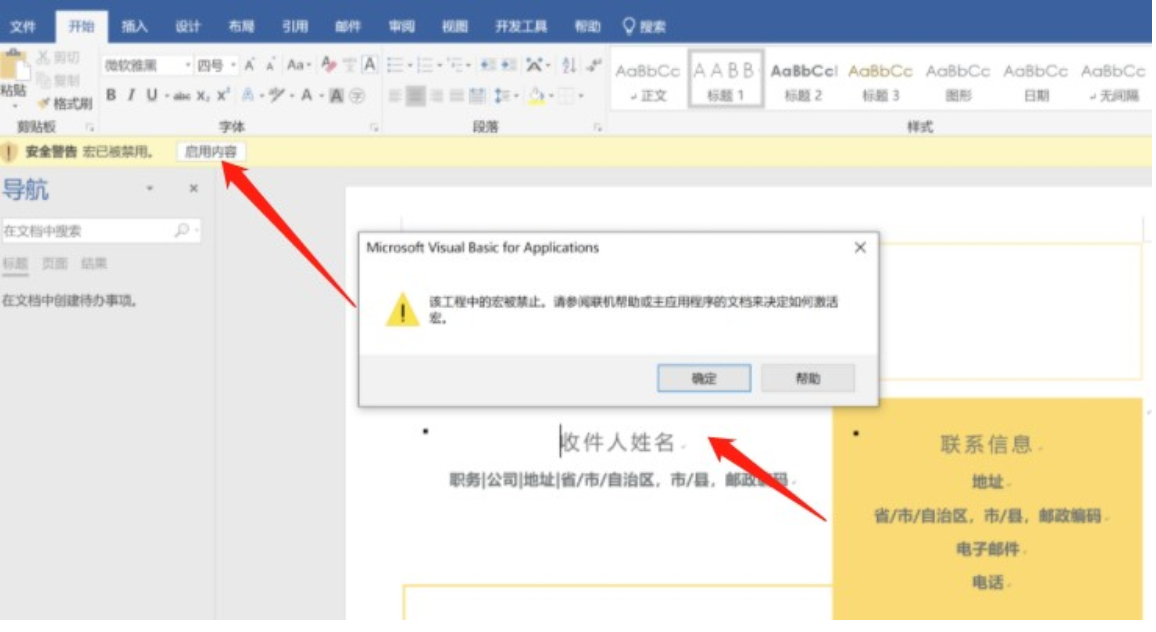 文件 开始 插入 设计 布局 引用 邮件 审阅 视图 开发工具 帮助 搜索
剪切
复制
粘贴
格式刷
微软雅黑 四号 A A Aa A
B I U abc X₂ X² A A A
AaBbCc AABB AaBbCcl AaBbCc AaBbCc AaBbCc AaBbCc
正文 标题 1 标题 2 标题 3 图形 日期 无间隔
剪贴板 字体 段落 样式
安全警告 宏已被禁用。 启用内容
导航
在文档中搜索
标题 页面 结果
在文档中创建待办事项。
Microsoft Visual Basic for Applications
该工程中的宏被禁止。请参阅联机帮助或主应用程序的文档来决定如何激活
宏。
确定 帮助
收件人姓名
职务|公司|地址|省/市/自治区，市/县，邮政编码
联系信息
地址
省/市/自治区，市/县，邮政编码
电子邮件
电话